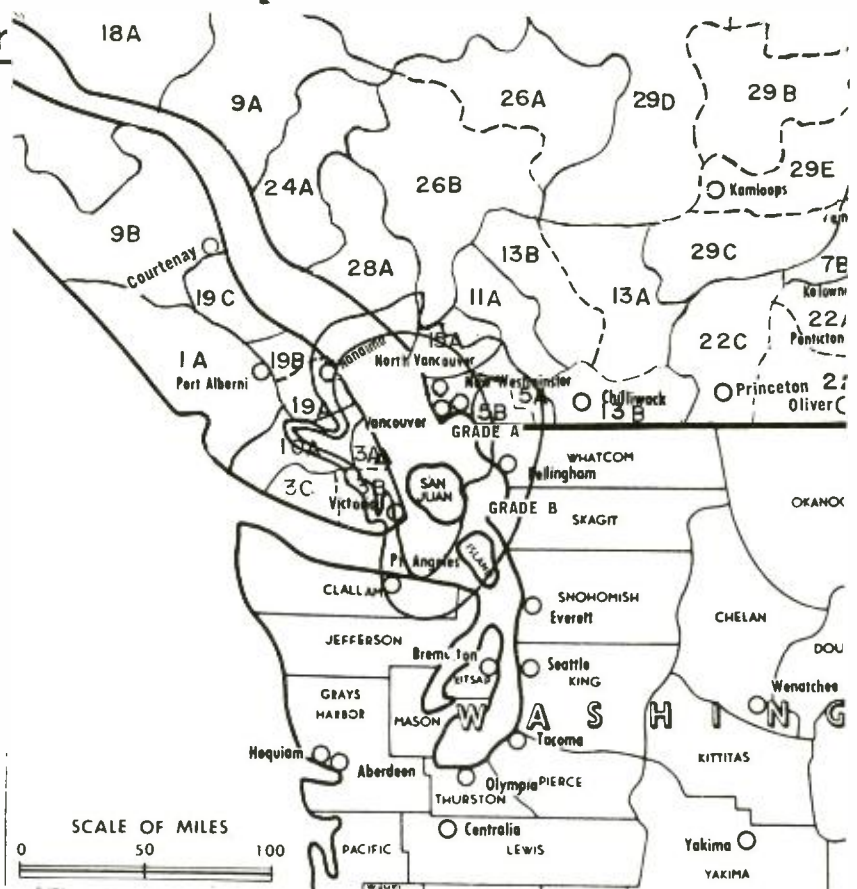 18A
9A
26A
29D
29B
24A
26B
29E
Kamloops
9B
Courtenay
28A
13B
29C
7B
19C
11A
13A
22C
Princeton
Oliver
1A
Port Alberni
19B
Nanaimo
15A
North Vancouver
New Westminster
5A
Chilliwack
13B
5B
19A
Vancouver
GRADE A
10A
3A
WHATCOM
Bellingham
3C
3B
Victoria
SAN
JUAN
GRADE B
SKAGIT
OKANOG
ISLAN
Pt Angeles
CLALLAM
SNOHOMISH
Everett
CHELAN
JEFFERSON
DOU
Bremerton
KITSAP
Seattle
KING
Wenatchee
GRAYS
HARBOR
MASON
WASHING
Tacoma
Hoquiam
Aberdeen
KITTITAS
Olympia
PIERCE
THURSTON
SCALE OF MILES
0 50 100
Centralia
PACIFIC
LEWIS
Yakima
YAKIMA